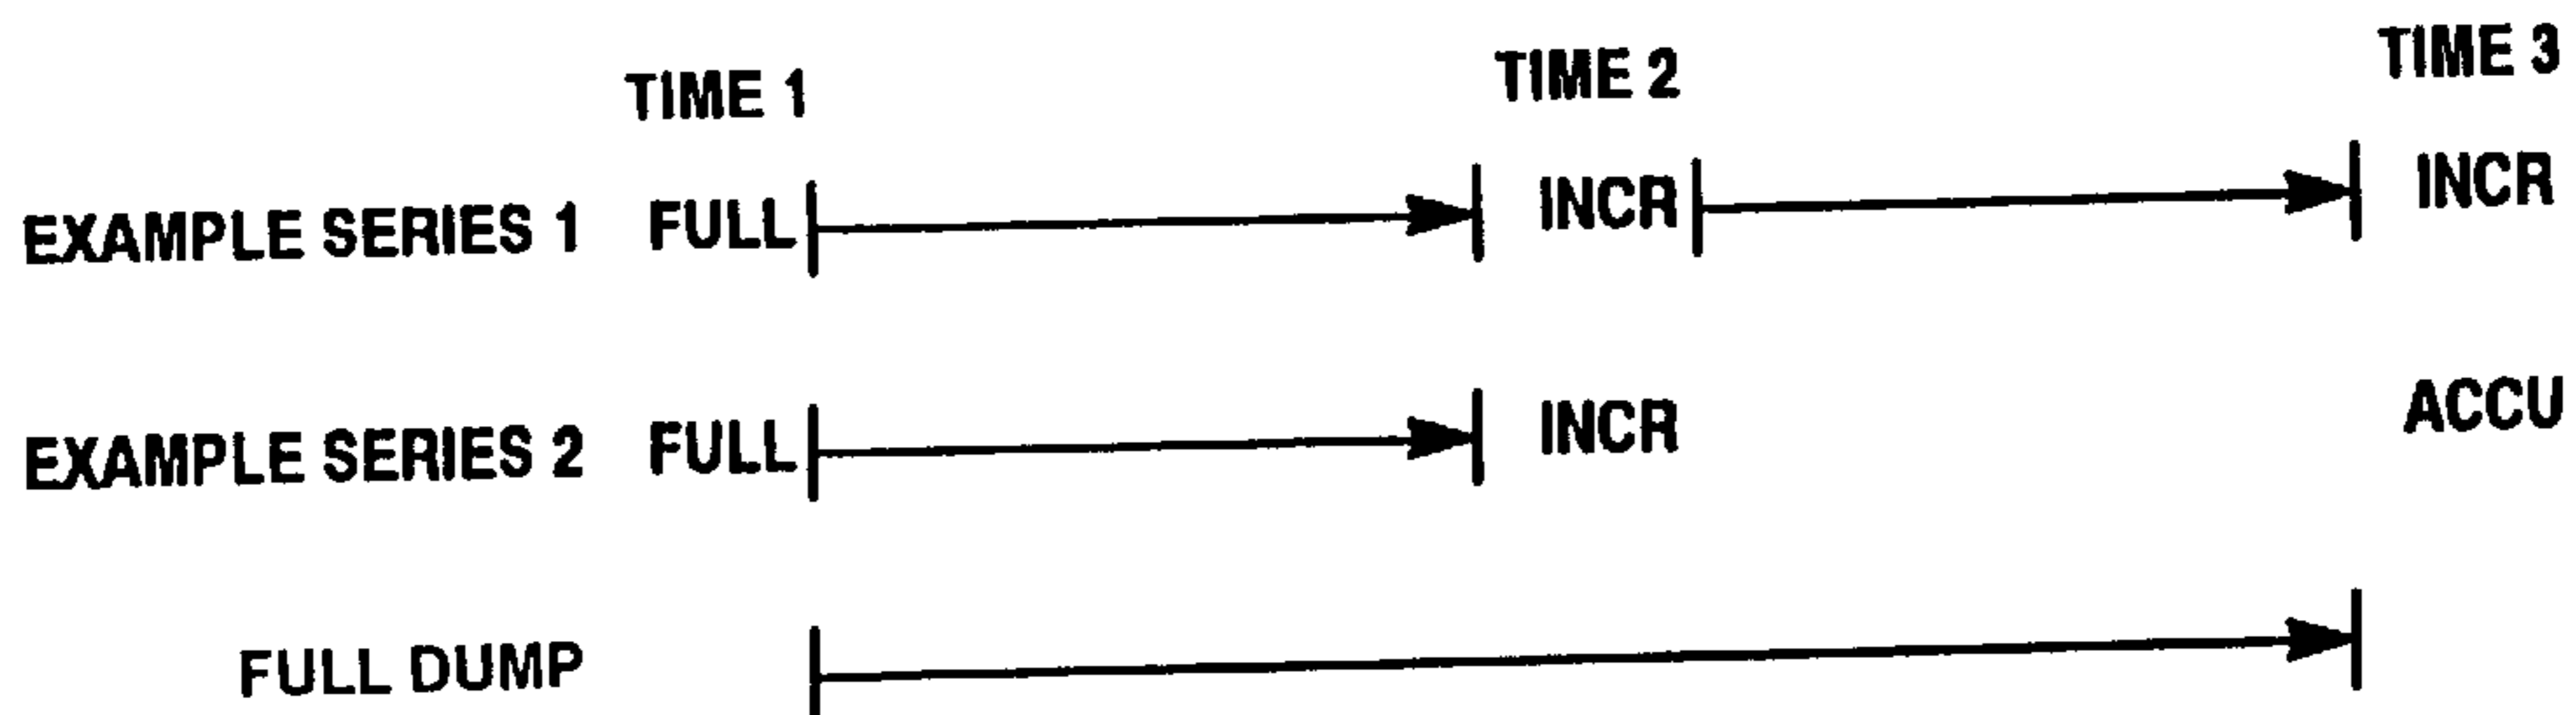 TIME 1 TIME 2 TIME 3
EXAMPLE SERIES 1 FULL INCR INCR
EXAMPLE SERIES 2 FULL INCR ACCU
FULL DUMP